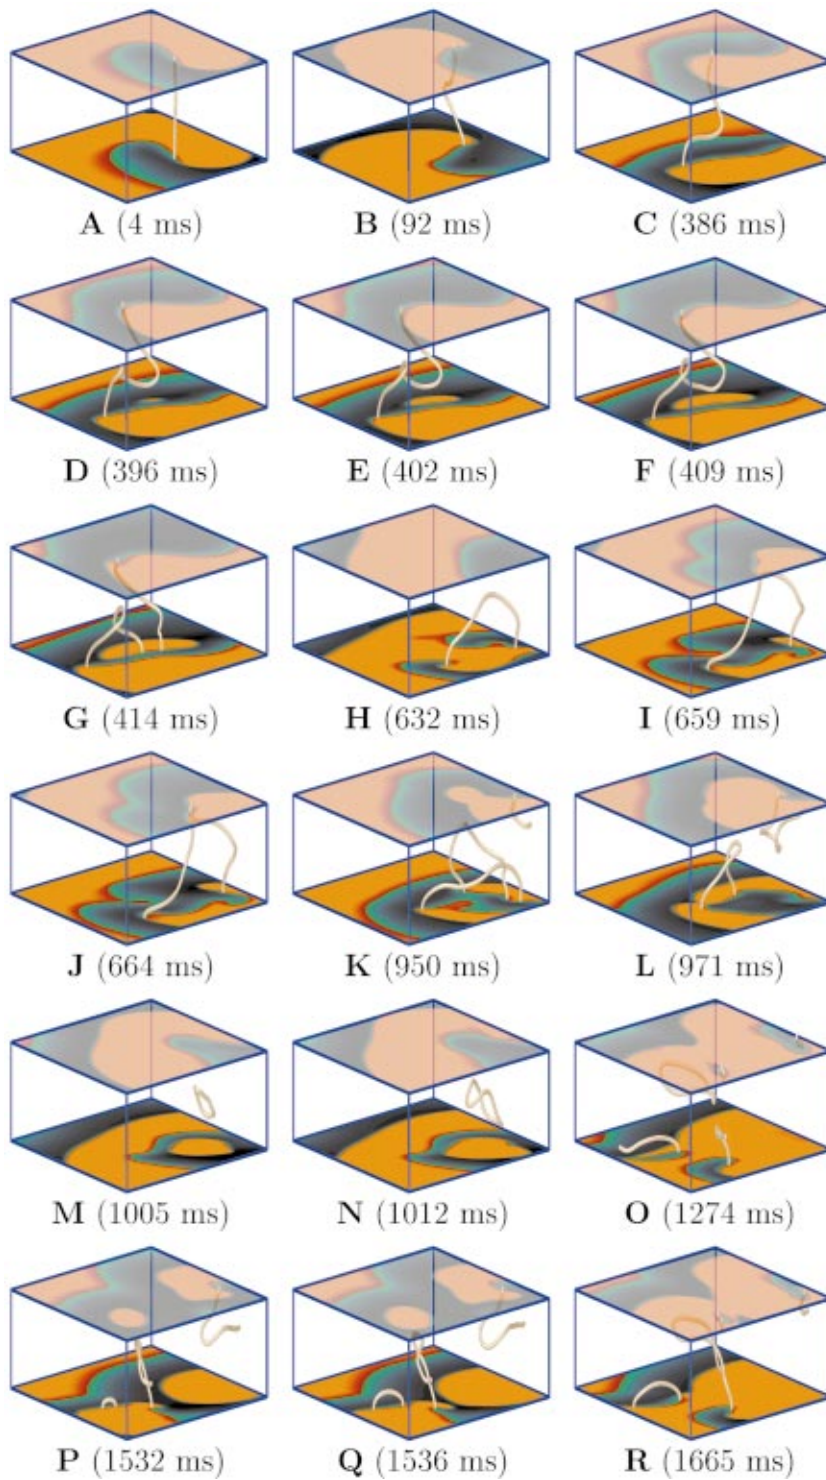 A (4 ms) B (92 ms) C (386 ms)
D (396 ms) E (402 ms) F (409 ms)
G (414 ms) H (632 ms) I (659 ms)
J (664 ms) K (950 ms) L (971 ms)
M (1005 ms) N (1012 ms) O (1274 ms)
P (1532 ms) Q (1536 ms) R (1665 ms)